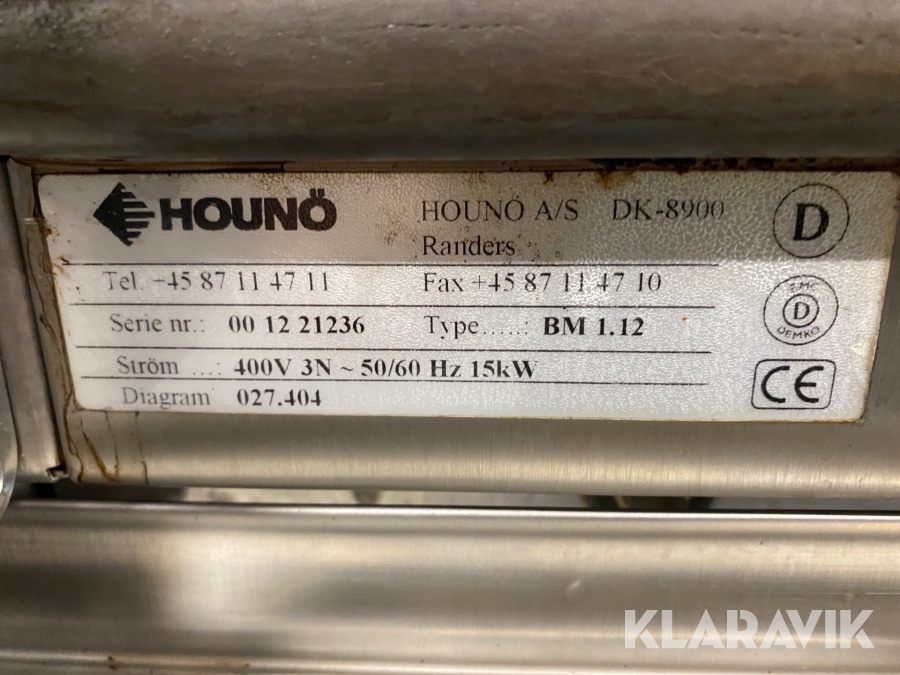 HOUNÖ HOUNÖ A/S DK-8900
Randers
D
Tel. +45 87 11 47 11 Fax +45 87 11 47 10
EMC
D
DEMKO
Serie nr.: 00 12 21236 Type.....: BM 1.12
Ström ...: 400V 3N ~ 50/60 Hz 15kW
CE
Diagram 027.404
KLARAVIK